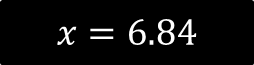 x = 6.84